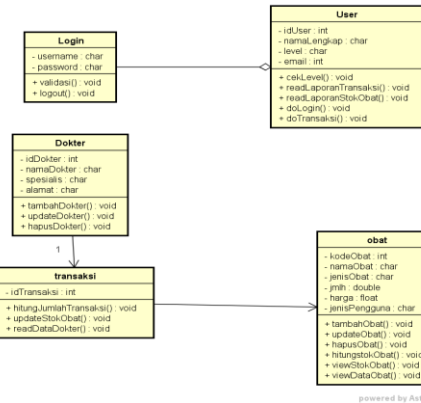 User
- idUser : int
- namaLengkap : char
- level : char
- email : int
+ cekLevel() : void
+ readLaporanTransaksi() : void
+ readLaporanStokObat() : void
+ doLogin() : void
+ doTransaksi() : void
Login
- username : char
- password : char
+ validasi() : void
+ logout() : void
Dokter
- idDokter : int
- namaDokter : char
- spesialis : char
- alamat : char
+ tambahDokter() : void
+ updateDokter() : void
+ hapusDokter() : void
1
transaksi
- idTransaksi : int
+ hitungJumlahTransaksi() : void
+ updateStokObat() : void
+ readDataDokter() : void
obat
- kodeObat : int
- namaObat : char
- jenisObat : char
- jmlh : double
- harga : float
- jenisPengguna : char
+ tambahObat() : void
+ updateObat() : void
+ hapusObat() : void
+ hitungstokObat() : void
+ viewStokObat() : void
+ viewDataObat() : void
powered by Ast